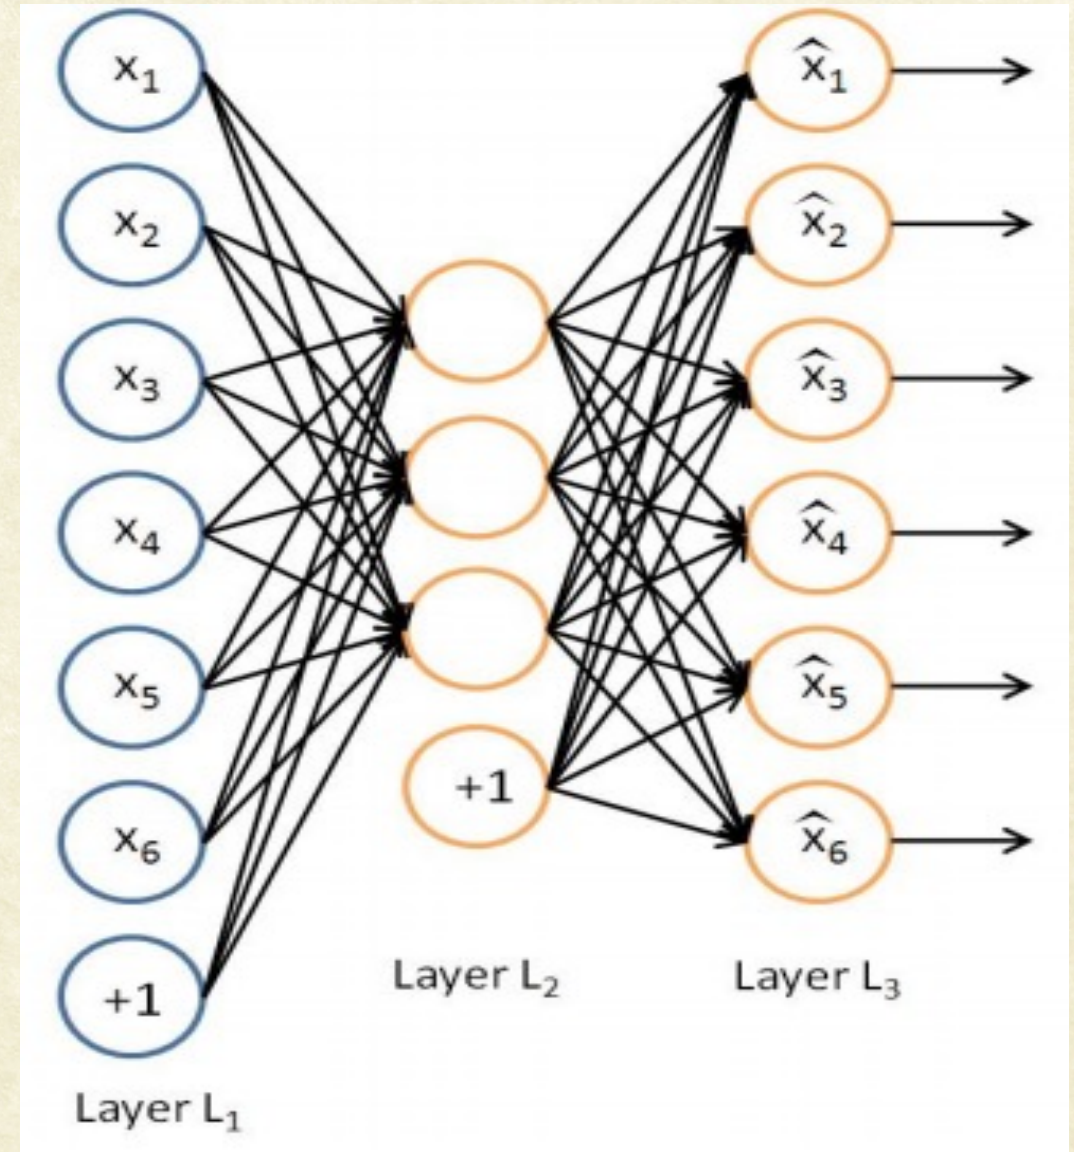 x₁
x₂
x₃
x₄
x₅
x₆
+1
Layer L₁
+1
Layer L₂
x̂₁
x̂₂
x̂₃
x̂₄
x̂₅
x̂₆
Layer L₃